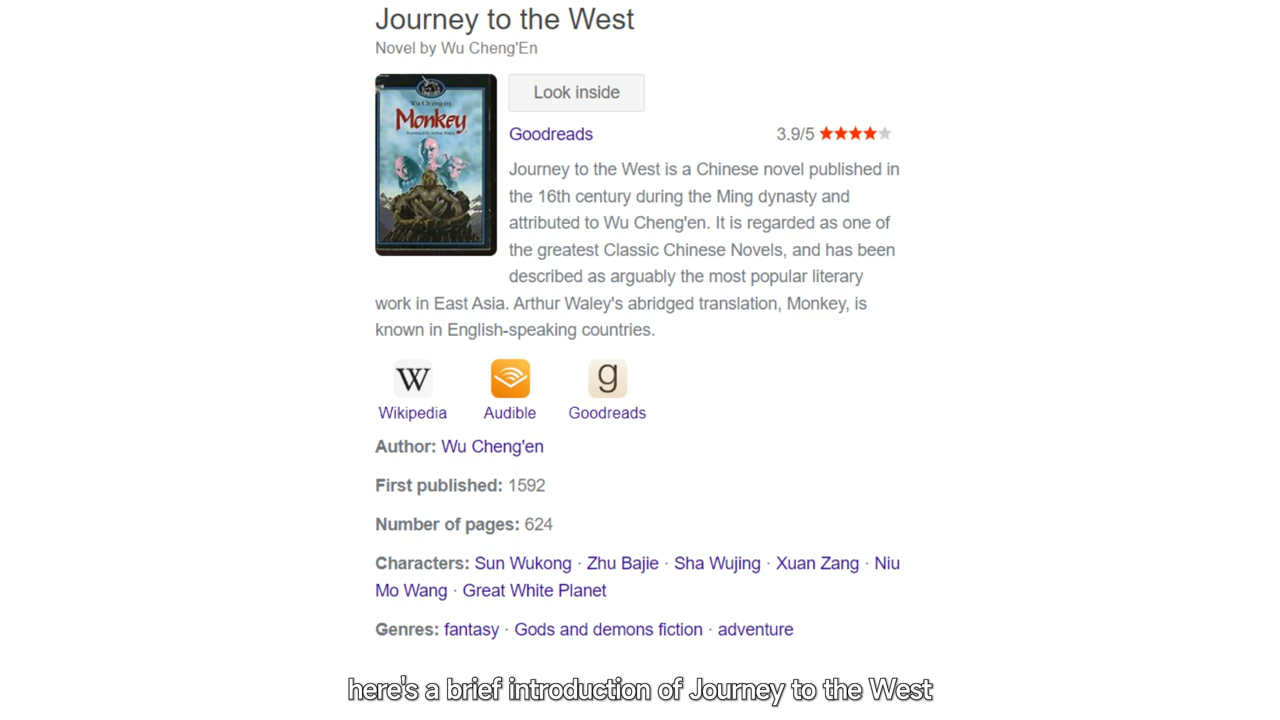 Journey to the West
Novel by Wu Cheng'En
Wu Ch'eng-en
Monkey
Look inside
Goodreads
3.9/5
Journey to the West is a Chinese novel published in
the 16th century during the Ming dynasty and
attributed to Wu Cheng'en. It is regarded as one of
the greatest Classic Chinese Novels, and has been
described as arguably the most popular literary
work in East Asia. Arthur Waley's abridged translation, Monkey, is
known in English-speaking countries.
W
g
Wikipedia
Audible
Goodreads
Author: Wu Cheng'en
First published: 1592
Number of pages: 624
Characters: Sun Wukong · Zhu Bajie · Sha Wujing · Xuan Zang · Niu
Mo Wang · Great White Planet
Genres: fantasy · Gods and demons fiction · adventure
here's a brief introduction of Journey to the West